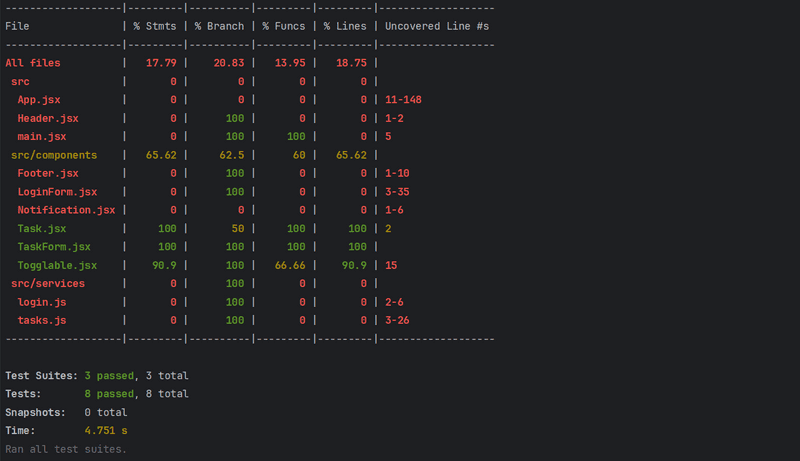 -------------------|---------|----------|---------|---------|-------------------
File               | % Stmts | % Branch | % Funcs | % Lines | Uncovered Line #s
-------------------|---------|----------|---------|---------|-------------------
All files          |   17.79 |    20.83 |   13.95 |   18.75 |
 src               |       0 |        0 |       0 |       0 |
  App.jsx          |       0 |        0 |       0 |       0 | 11-148
  Header.jsx       |       0 |      100 |       0 |       0 | 1-2
  main.jsx         |       0 |      100 |     100 |       0 | 5
 src/components    |   65.62 |     62.5 |      60 |   65.62 |
  Footer.jsx       |       0 |      100 |       0 |       0 | 1-10
  LoginForm.jsx    |       0 |      100 |       0 |       0 | 3-35
  Notification.jsx |       0 |        0 |       0 |       0 | 1-6
  Task.jsx         |     100 |       50 |     100 |     100 | 2
  TaskForm.jsx     |     100 |      100 |     100 |     100 |
  Togglable.jsx    |    90.9 |      100 |   66.66 |    90.9 | 15
 src/services      |       0 |      100 |       0 |       0 |
  login.js         |       0 |      100 |       0 |       0 | 2-6
  tasks.js         |       0 |      100 |       0 |       0 | 3-26
-------------------|---------|----------|---------|---------|-------------------
Test Suites: 3 passed, 3 total
Tests:       8 passed, 8 total
Snapshots:   0 total
Time:        4.751 s
Ran all test suites.